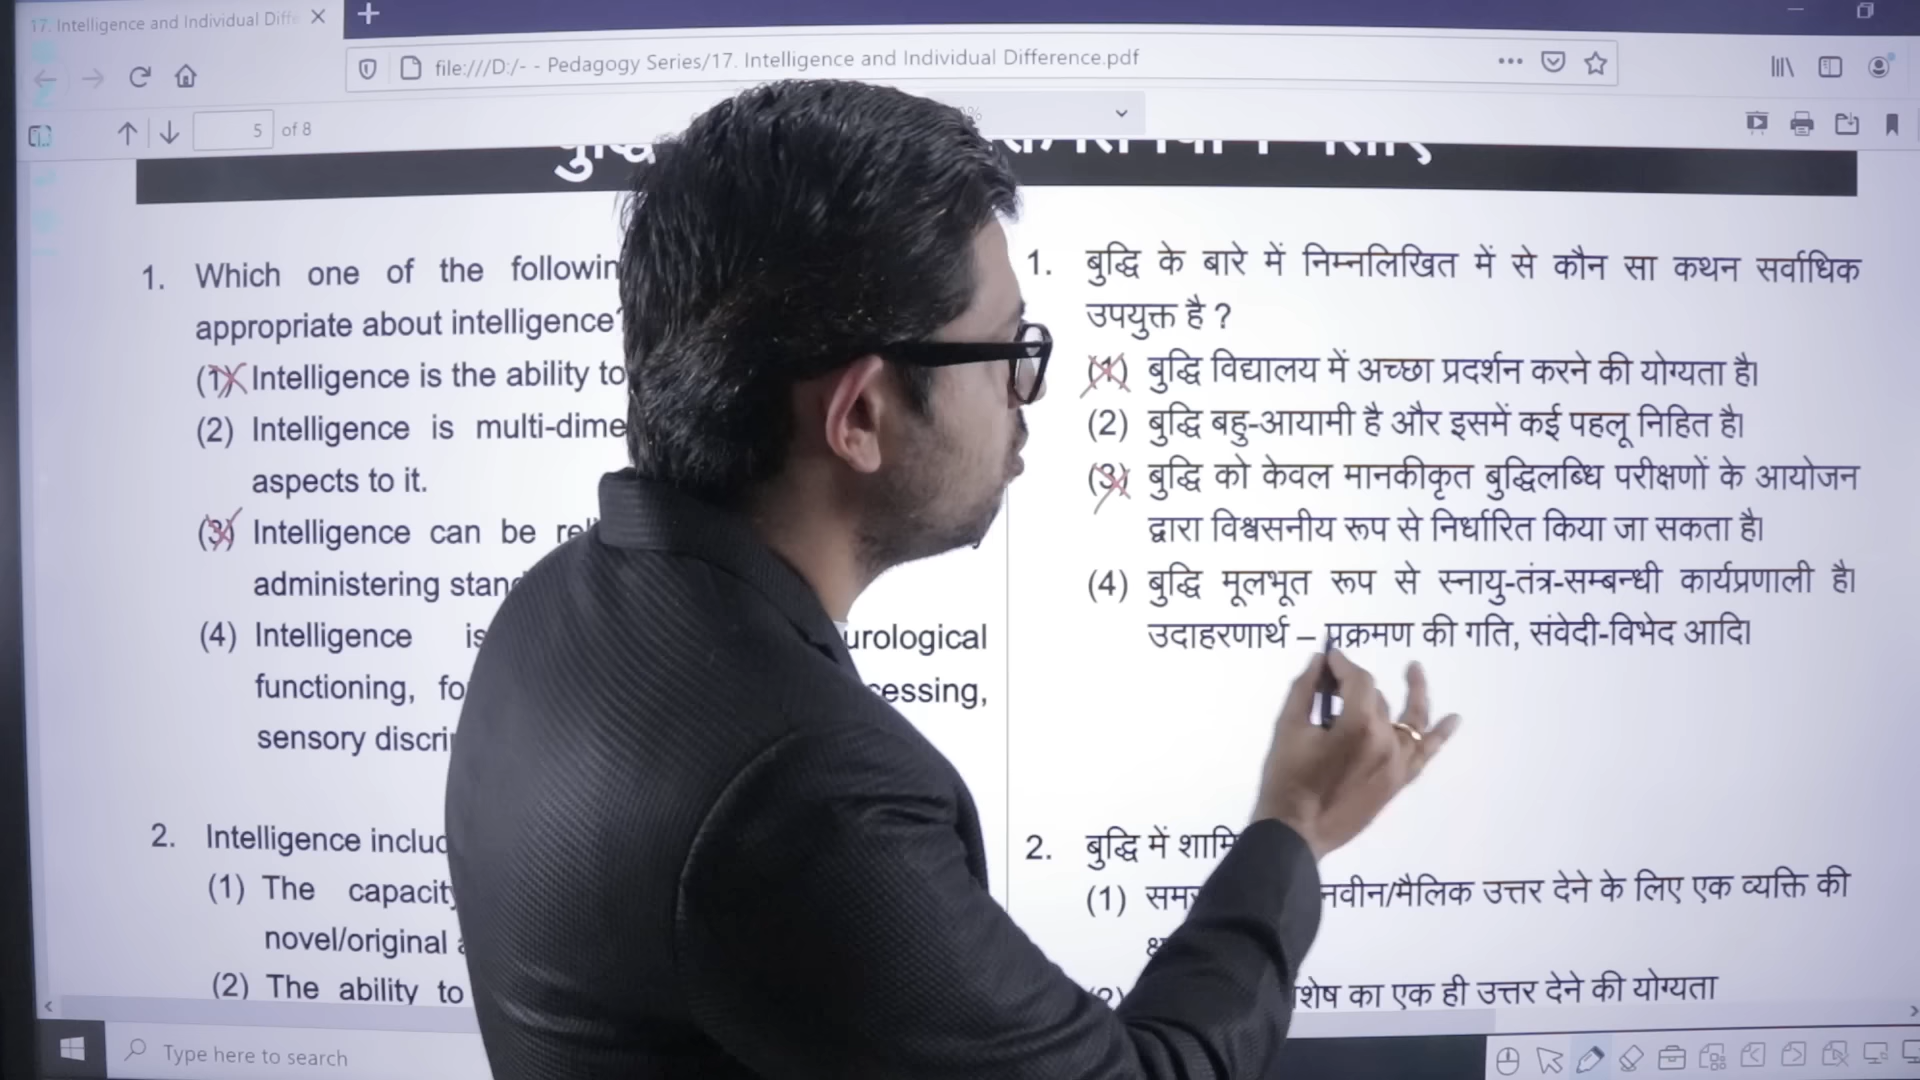 17. Intelligence and Individual Diffe
file:///D:/- - Pedagogy Series/17. Intelligence and Individual Difference.pdf
5 of 8
1. Which one of the followin
appropriate about intelligence
(1) Intelligence is the ability to
(2) Intelligence is multi-dime
aspects to it.
(3) Intelligence can be rel
administering stan
(4) Intelligence is urological
functioning, fo cessing,
sensory discri
2. Intelligence includ
(1) The capacity
novel/original
(2) The ability to
1. बुद्धि के बारे में निम्नलिखित में से कौन सा कथन सर्वाधिक
उपयुक्त है ?
(1) बुद्धि विद्यालय में अच्छा प्रदर्शन करने की योग्यता है।
(2) बुद्धि बहु-आयामी है और इसमें कई पहलू निहित है।
(3) बुद्धि को केवल मानकीकृत बुद्धिलब्धि परीक्षणों के आयोजन
द्वारा विश्वसनीय रूप से निर्धारित किया जा सकता है।
(4) बुद्धि मूलभूत रूप से स्नायु-तंत्र-सम्बन्धी कार्यप्रणाली है।
उदाहरणार्थ – प्रक्रमण की गति, संवेदी-विभेद आदि।
2. बुद्धि में शामि
(1) नवीन/मैलिक उत्तर देने के लिए एक व्यक्ति की
(2) शेष का एक ही उत्तर देने की योग्यता
Type here to search